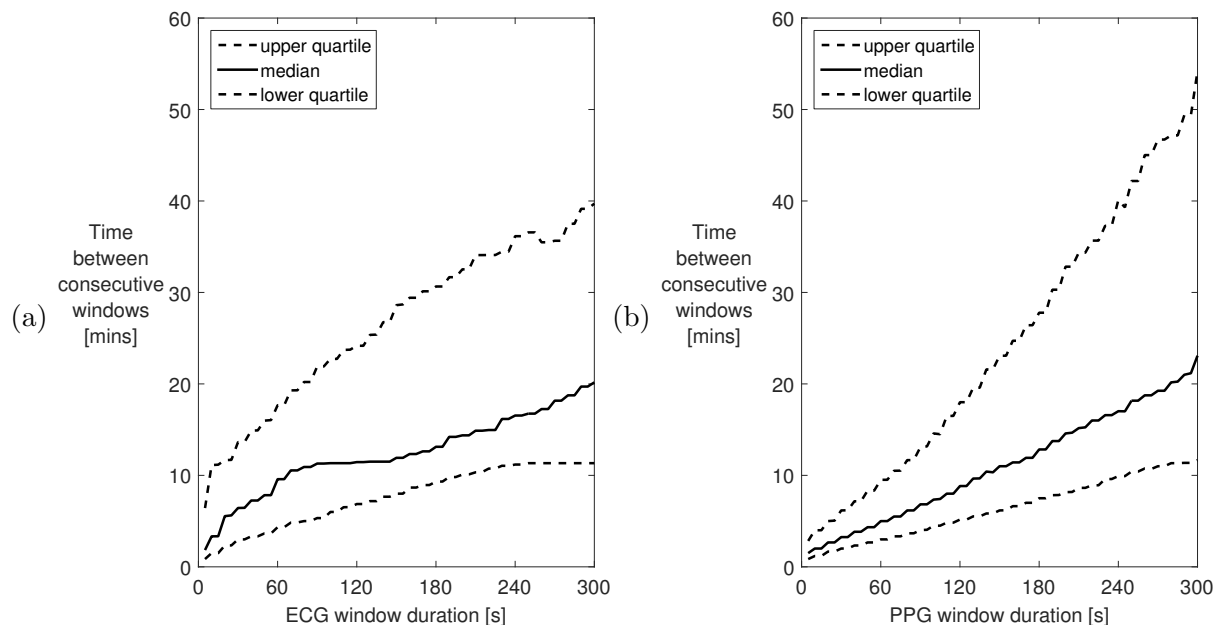 (a)
Time
between
consecutive
windows
[mins]
60
50
40
30
20
10
0
upper quartile
median
lower quartile
0 60 120 180 240 300
ECG window duration [s]
(b)
Time
between
consecutive
windows
[mins]
60
50
40
30
20
10
0
upper quartile
median
lower quartile
0 60 120 180 240 300
PPG window duration [s]